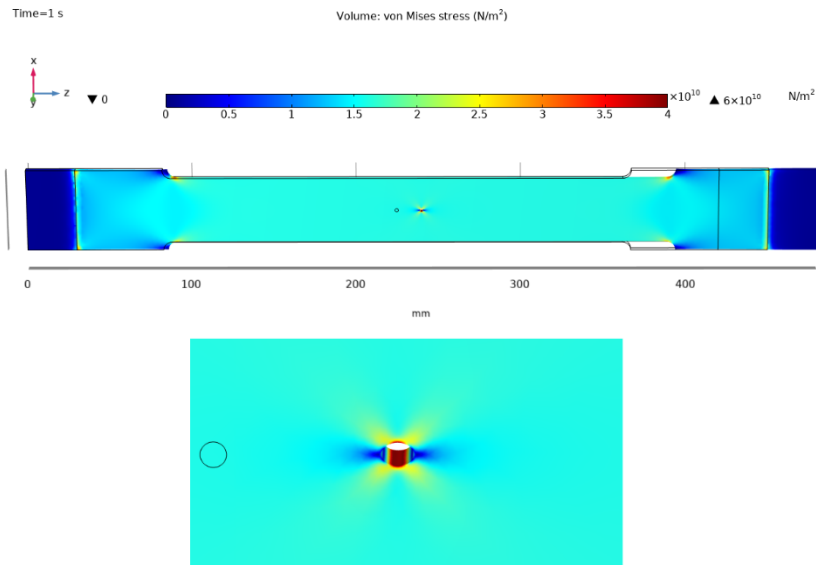 Time=1 s
Volume: von Mises stress (N/m²)
x
z
y
▼ 0
×10¹⁰
▲ 6×10¹⁰
N/m²
0 0.5 1 1.5 2 2.5 3 3.5 4
0 100 200 300 400
mm